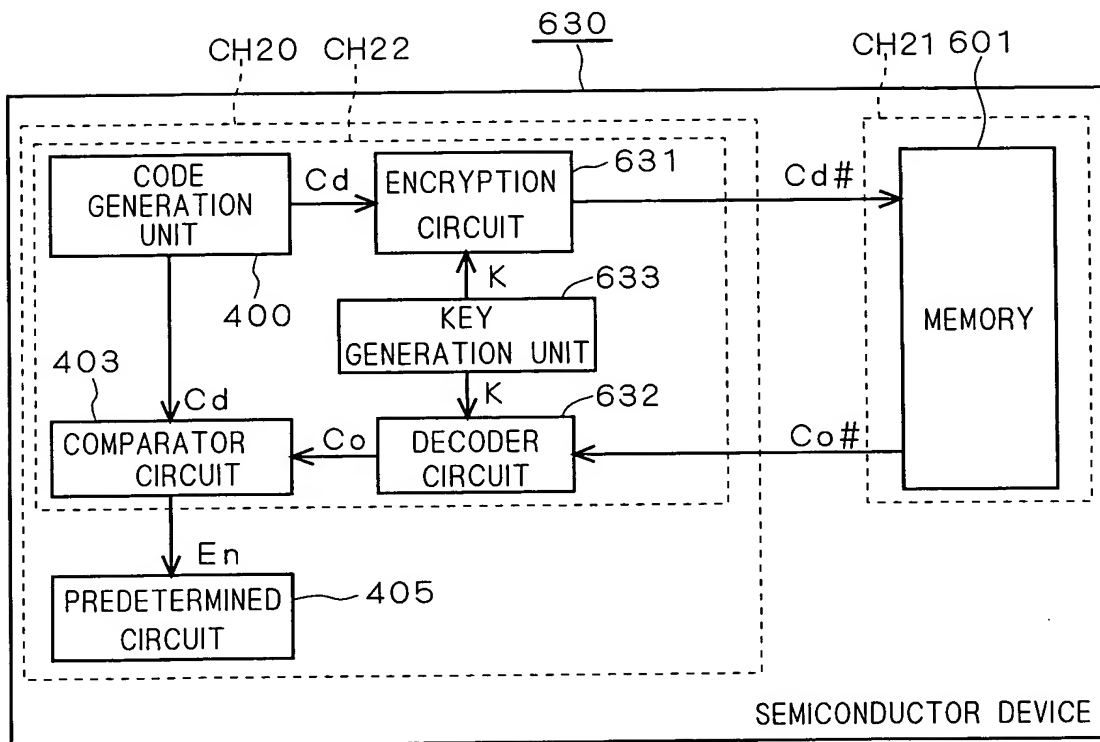 630
CH20 CH22
CH21 601
CODE
GENERATION
UNIT
Cd
ENCRYPTION
CIRCUIT
631
Cd#
400
K
633
KEY
GENERATION UNIT
MEMORY
403
Cd
K
632
COMPARATOR
CIRCUIT
Co
DECODER
CIRCUIT
Co#
En
PREDETERMINED
CIRCUIT
405
SEMICONDUCTOR DEVICE